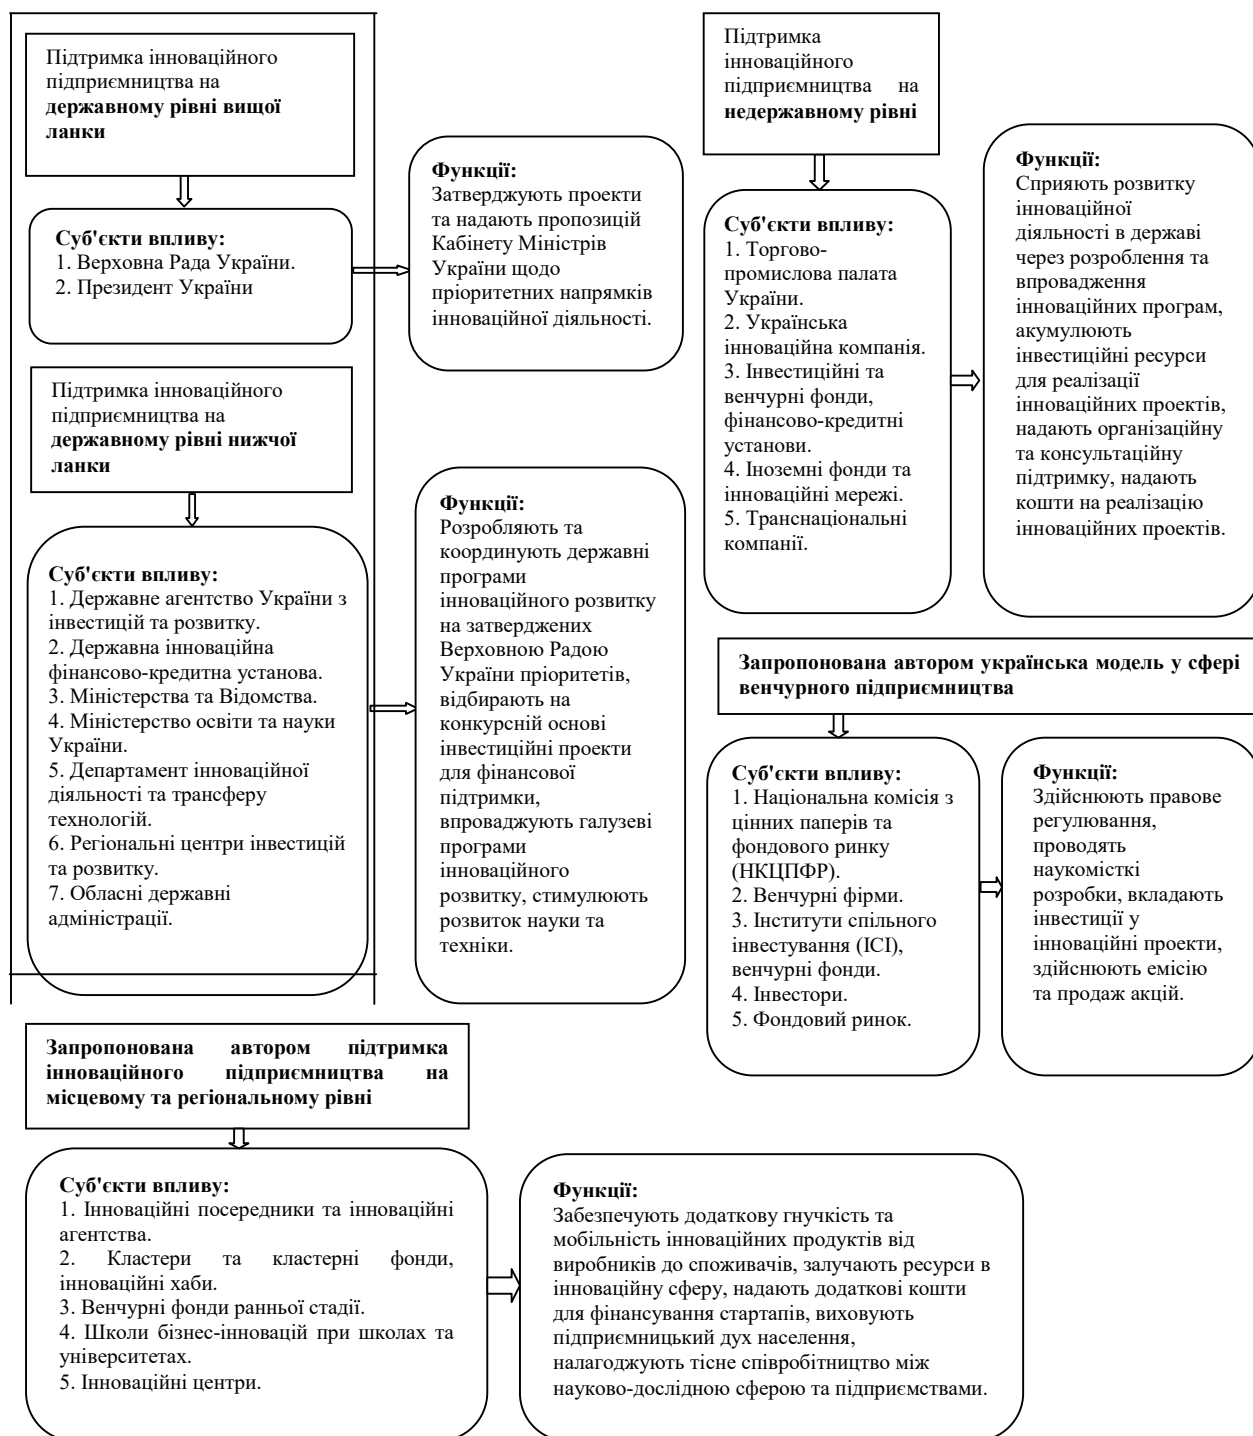 Підтримка інноваційного
підприємництва на
державному рівні вищої
ланки
Суб'єкти впливу:
1. Верховна Рада України.
2. Президент України
Функції:
Затверджують проекти
та надають пропозицій
Кабінету Міністрів
України щодо
пріоритетних напрямків
інноваційної діяльності.
Підтримка інноваційного
підприємництва на
державному рівні нижчої
ланки
Суб'єкти впливу:
1. Державне агентство України з
інвестицій та розвитку.
2. Державна інноваційна
фінансово-кредитна установа.
3. Міністерства та Відомства.
4. Міністерство освіти та науки
України.
5. Департамент інноваційної
діяльності та трансферу
технологій.
6. Регіональні центри інвестицій
та розвитку.
7. Обласні державні
адміністрації.
Функції:
Розробляють та
координують державні
програми
інноваційного розвитку
на затверджених
Верховною Радою
України пріоритетів,
відбирають на
конкурсній основі
інвестиційні проекти
для фінансової
підтримки,
впроваджують галузеві
програми
інноваційного
розвитку, стимулюють
розвиток науки та
техніки.
Підтримка
інноваційного
підприємництва на
недержавному рівні
Суб'єкти впливу:
1. Торгово-
промислова палата
України.
2. Українська
інноваційна компанія.
3. Інвестиційні та
венчурні фонди,
фінансово-кредитні
установи.
4. Іноземні фонди та
інноваційні мережі.
5. Транснаціональні
компанії.
Функції:
Сприяють розвитку
інноваційної
діяльності в державі
через розроблення та
впровадження
інноваційних програм,
акумулюють
інвестиційні ресурси
для реалізації
інноваційних проектів,
надають організаційну
та консультаційну
підтримку, надають
кошти на реалізацію
інноваційних проектів.
Запропонована автором українська модель у сфері
венчурного підприємництва
Суб'єкти впливу:
1. Національна комісія з
цінних паперів та
фондового ринку
(НКЦПФР).
2. Венчурні фірми.
3. Інститути спільного
інвестування (ІСІ),
венчурні фонди.
4. Інвестори.
5. Фондовий ринок.
Функції:
Здійснюють правове
регулювання,
проводять
наукомісткі
розробки, вкладають
інвестиції у
інноваційні проекти,
здійснюють емісію
та продаж акцій.
Запропонована автором підтримка
інноваційного підприємництва на
місцевому та регіональному рівні
Суб'єкти впливу:
1. Інноваційні посередники та інноваційні
агентства.
2. Кластери та кластерні фонди,
інноваційні хаби.
3. Венчурні фонди ранньої стадії.
4. Школи бізнес-інновацій при школах та
університетах.
5. Інноваційні центри.
Функції:
Забезпечують додаткову гнучкість та
мобільність інноваційних продуктів від
виробників до споживачів, залучають ресурси в
інноваційну сферу, надають додаткові кошти
для фінансування стартапів, виховують
підприємницький дух населення,
налагоджують тісне співробітництво між
науково-дослідною сферою та підприємствами.